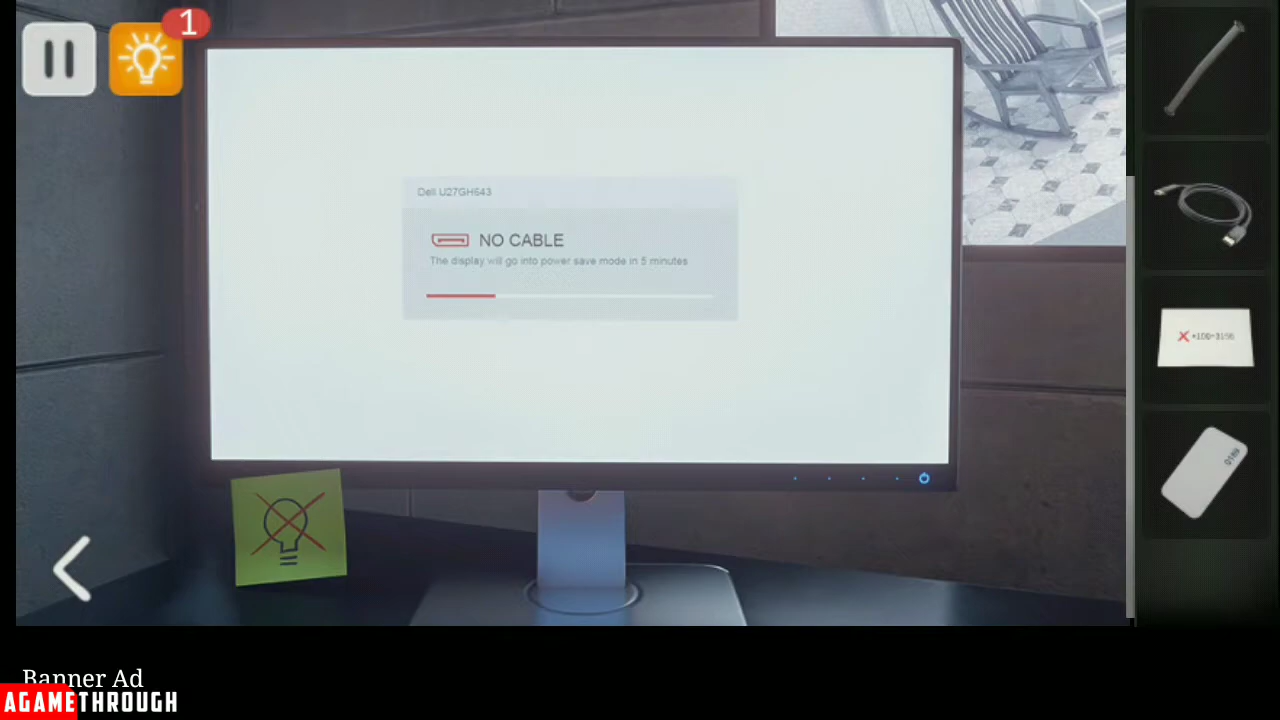 1
Dell U27GH643
NO CABLE
The display will go into power save mode in 5 minutes
0189
Banner Ad
AGAMETHROUGH